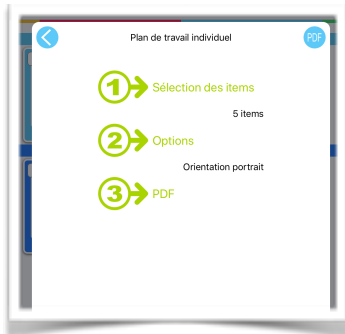 Plan de travail individuel
PDF
1 Sélection des items
5 items
2 Options
Orientation portrait
3 PDF